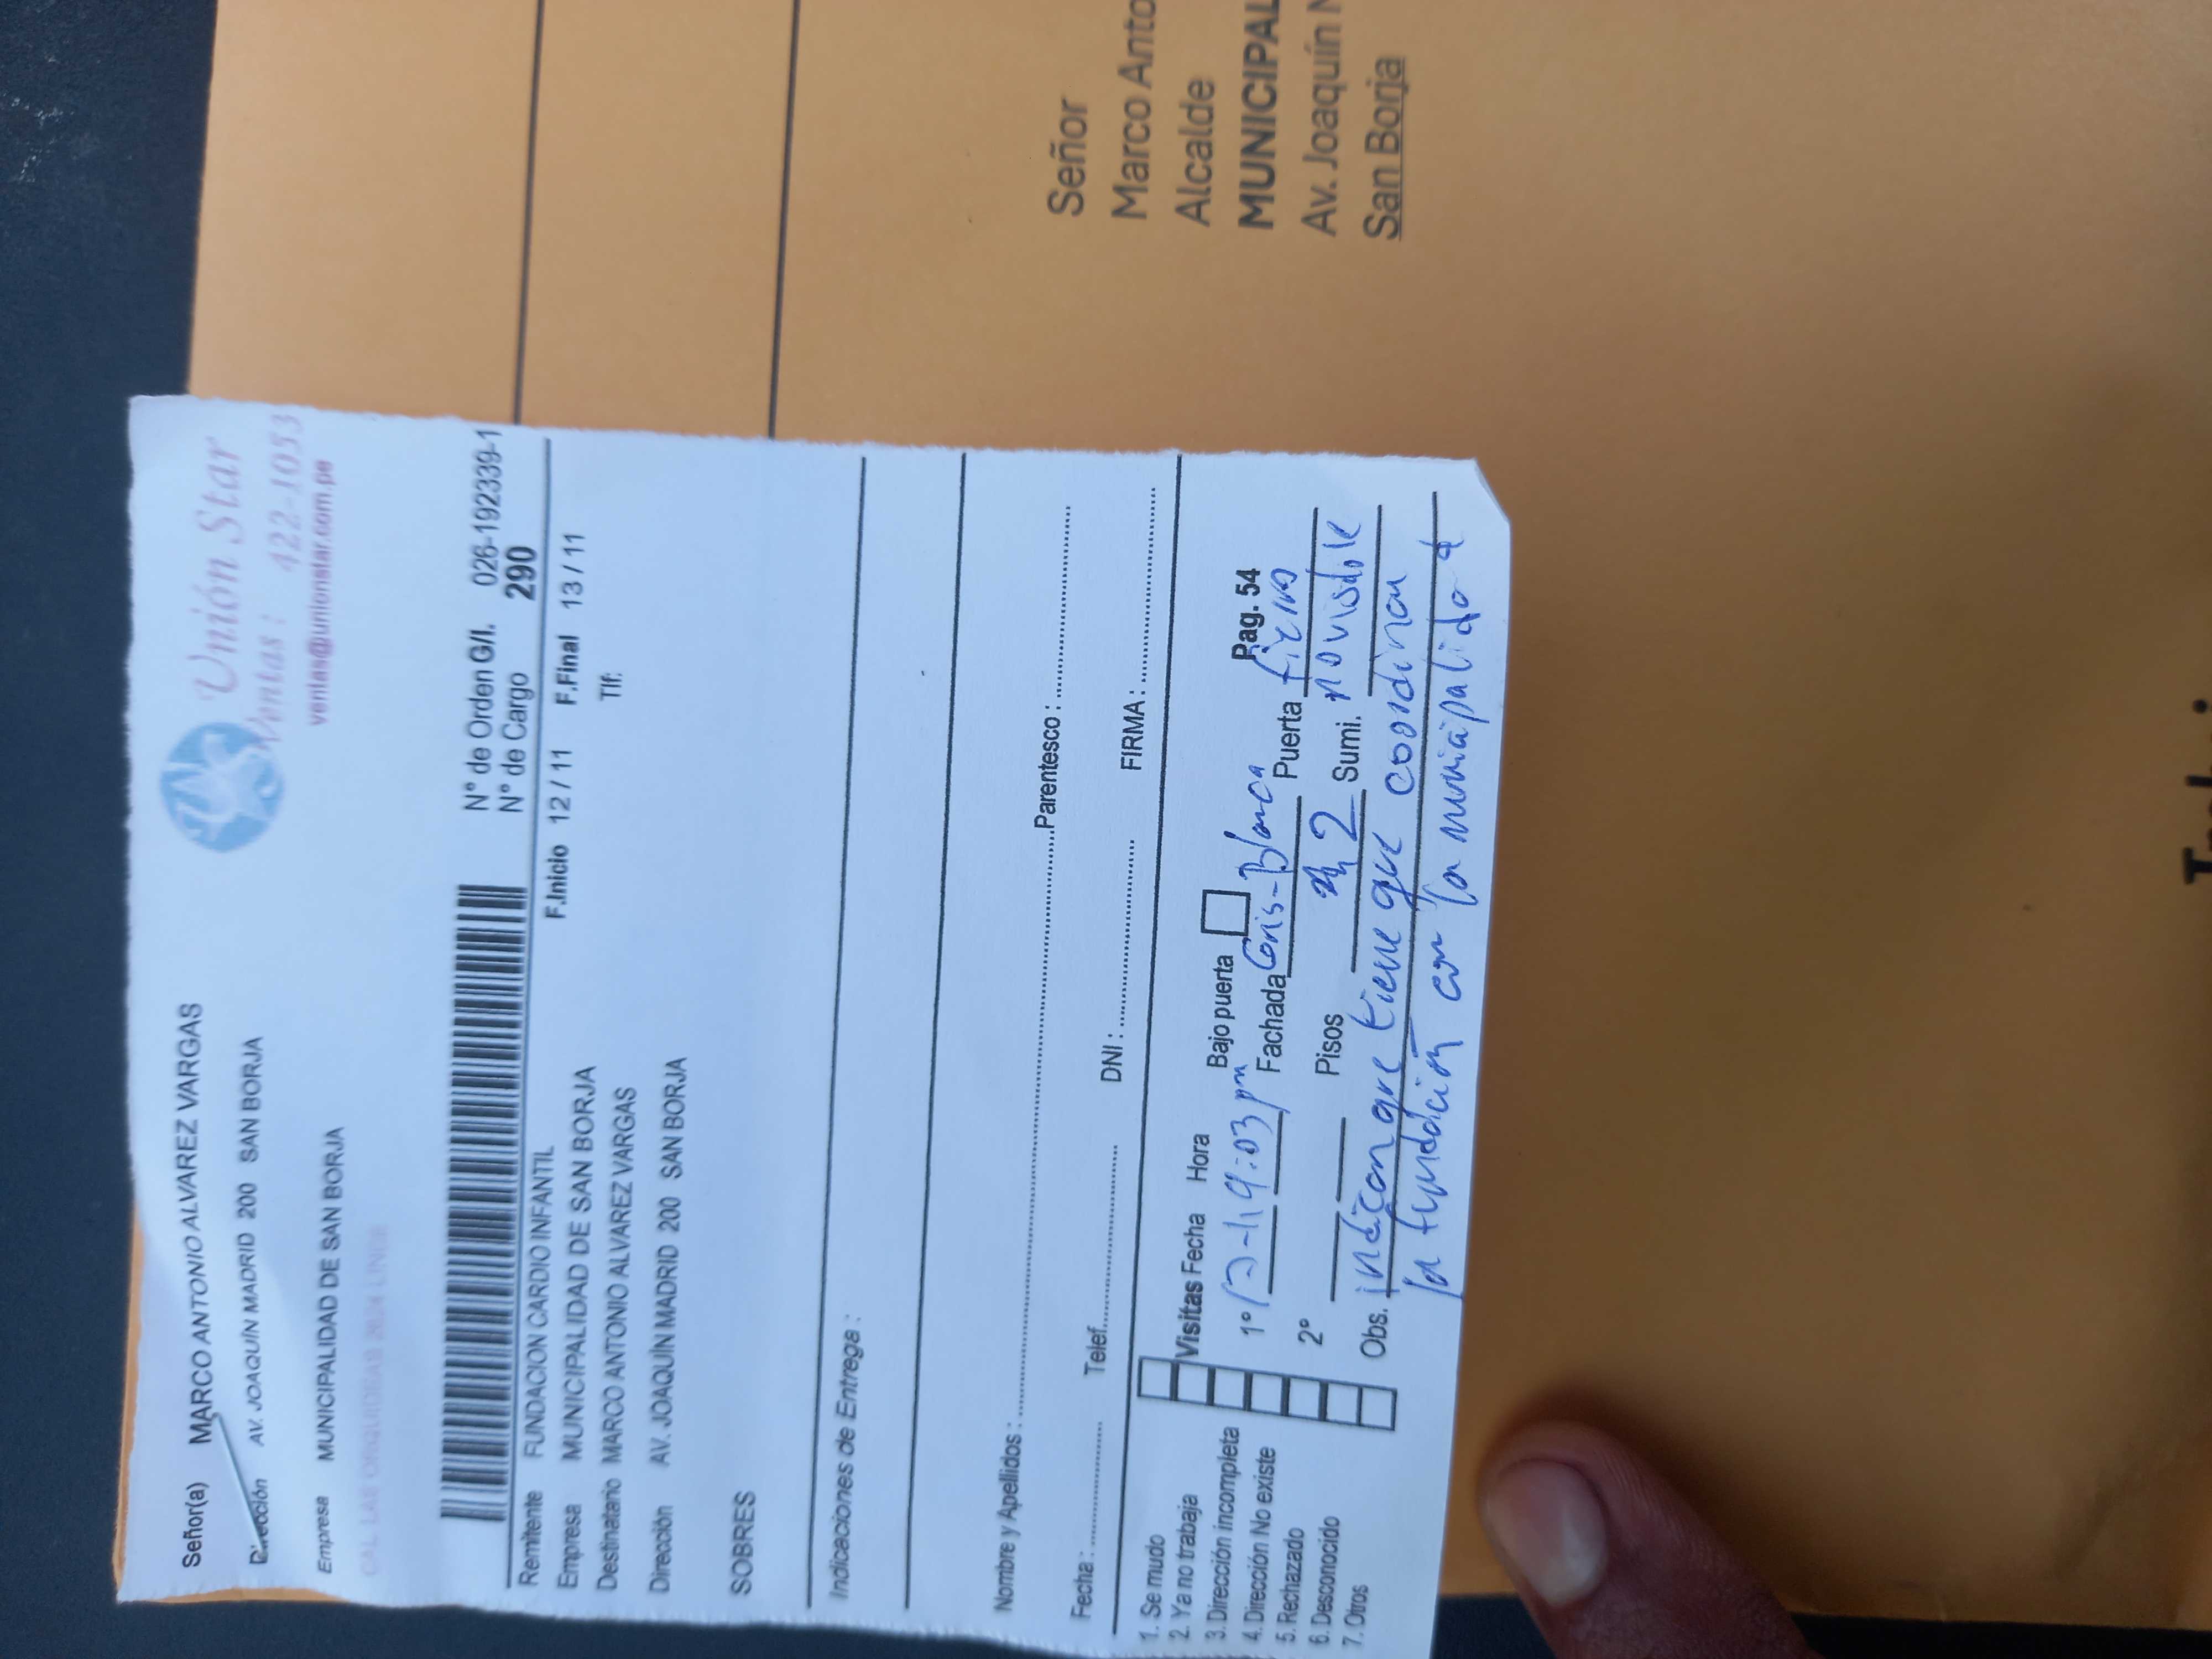 Señor(a) MARCO ANTONIO ALVAREZ VARGAS
Dirección AV. JOAQUIN MADRID 200 SAN BORJA
Empresa MUNICIPALIDAD DE SAN BORJA
Unión Star
Ventas : 422-1053
ventas@unionstar.com.pe
N° de Orden G/I. 026-192339-1
N° de Cargo 290
Remitente FUNDACION CARDIO INFANTIL
F.Inicio 12 / 11 F.Final 13 / 11
Empresa MUNICIPALIDAD DE SAN BORJA
Tlf:
Destinatario MARCO ANTONIO ALVAREZ VARGAS
Dirección AV. JOAQUIN MADRID 200 SAN BORJA
SOBRES
Indicaciones de Entrega :
Nombre y Apellidos : Parentesco :
Fecha : Telef. DNI : FIRMA :
1. Se mudo
2. Ya no trabaja
3. Dirección incompleta
4. Dirección No existe
5. Rechazado
6. Desconocido
7. Otros
Visitas Fecha Hora Bajo puerta Pag. 54
1° 4:03 pm Fachada Gris-Blanca Puerta fierro
2° Pisos 2 Sumi. no visible
Obs. indican que tiene que coordinar
la fundación con la municipalidad
Señor
Marco Anto
Alcalde
MUNICIPAL
Av. Joaquín
San Borja